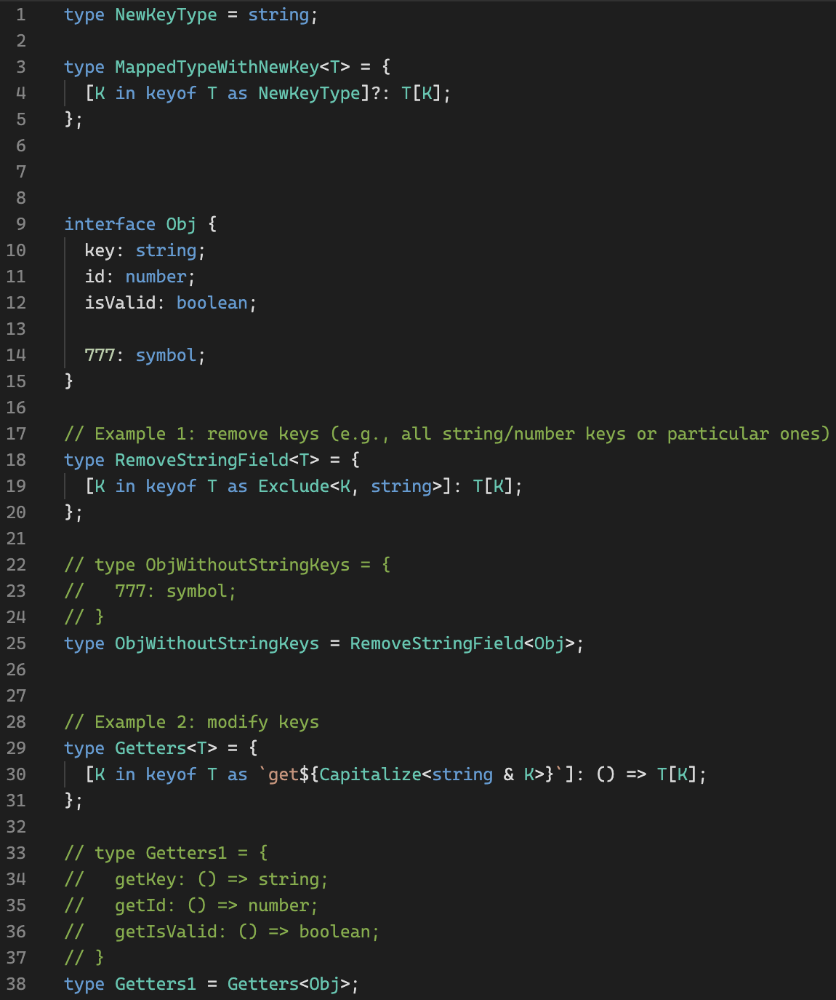 1 type NewKeyType = string;
2
3 type MappedTypeWithNewKey<T> = {
4   [K in keyof T as NewKeyType]?: T[K];
5 };
6
7
8
9 interface Obj {
10   key: string;
11   id: number;
12   isValid: boolean;
13
14   777: symbol;
15 }
16
17 // Example 1: remove keys (e.g., all string/number keys or particular ones)
18 type RemoveStringField<T> = {
19   [K in keyof T as Exclude<K, string>]: T[K];
20 };
21
22 // type ObjWithoutStringKeys = {
23 //   777: symbol;
24 // }
25 type ObjWithoutStringKeys = RemoveStringField<Obj>;
26
27
28 // Example 2: modify keys
29 type Getters<T> = {
30   [K in keyof T as `get${Capitalize<string & K>}`]: () => T[K];
31 };
32
33 // type Getters1 = {
34 //   getKey: () => string;
35 //   getId: () => number;
36 //   getIsValid: () => boolean;
37 // }
38 type Getters1 = Getters<Obj>;